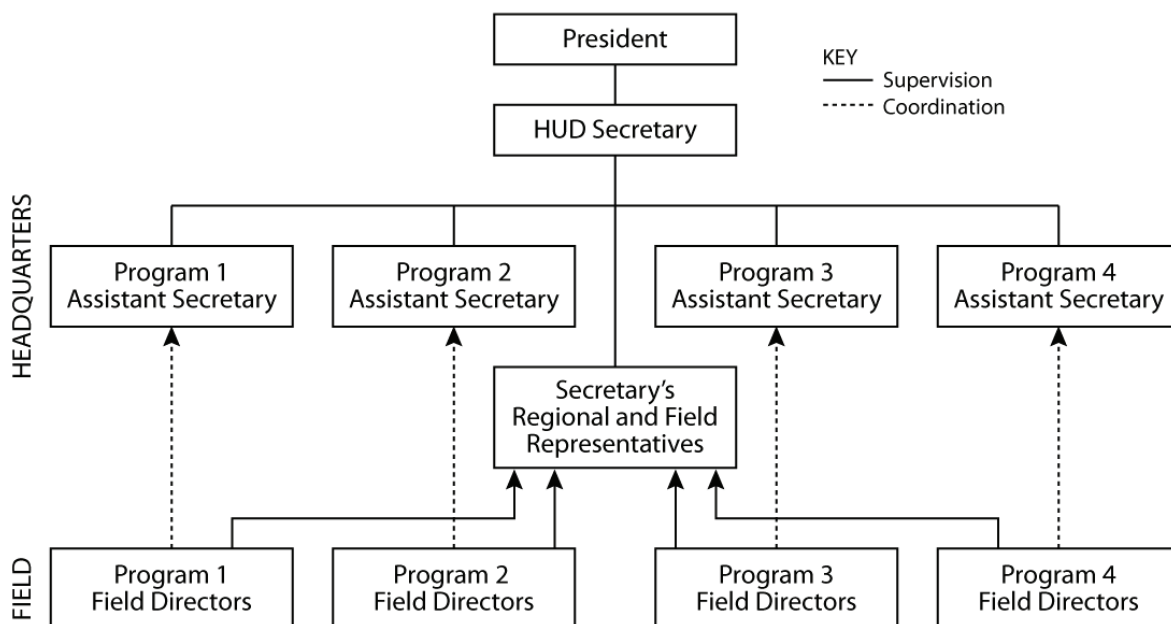 President
KEY
Supervision
Coordination
HUD Secretary
HEADQUARTERS
Program 1
Assistant Secretary
Program 2
Assistant Secretary
Program 3
Assistant Secretary
Program 4
Assistant Secretary
Secretary’s
Regional and Field
Representatives
FIELD
Program 1
Field Directors
Program 2
Field Directors
Program 3
Field Directors
Program 4
Field Directors